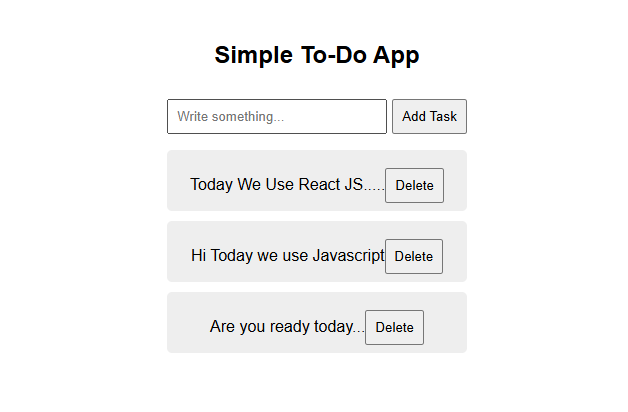 Simple To-Do App
Write something... Add Task
Today We Use React JS..... Delete
Hi Today we use Javascript Delete
Are you ready today... Delete